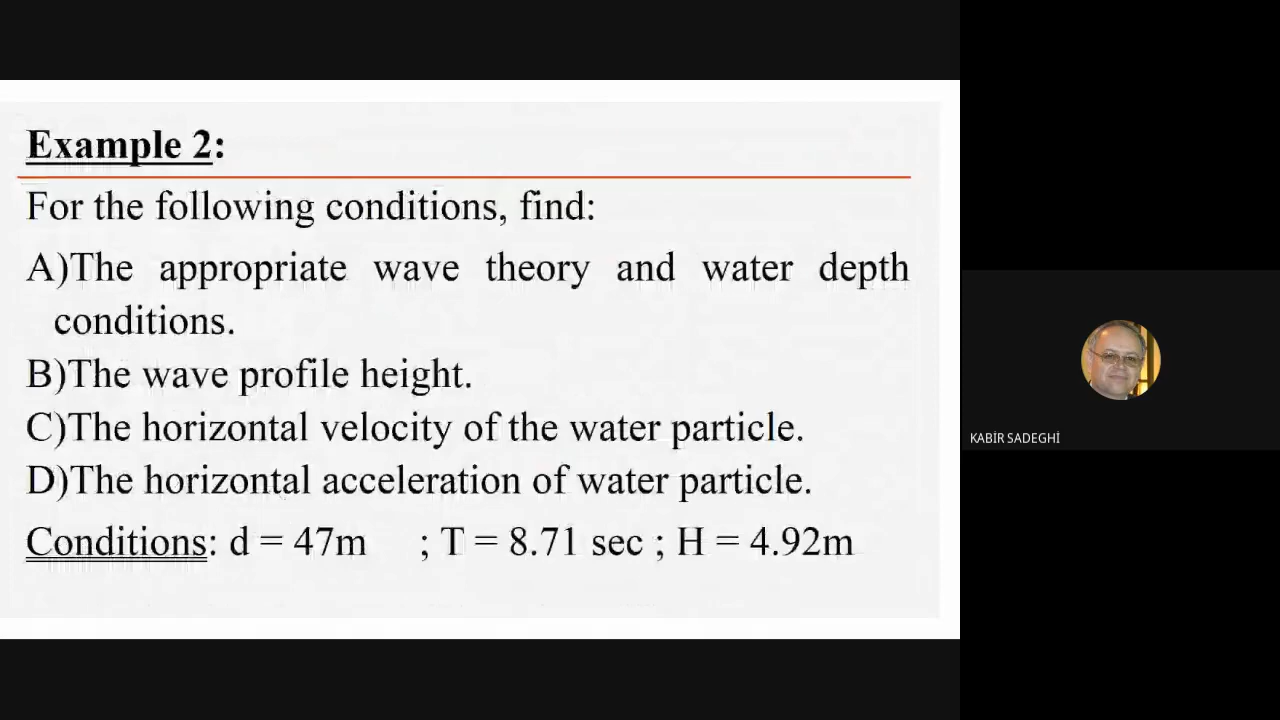 Example 2:
For the following conditions, find:
A)The appropriate wave theory and water depth
conditions.
B)The wave profile height.
C)The horizontal velocity of the water particle.
D)The horizontal acceleration of water particle.
Conditions: d = 47m ; T = 8.71 sec ; H = 4.92m
KABİR SADEGHİ